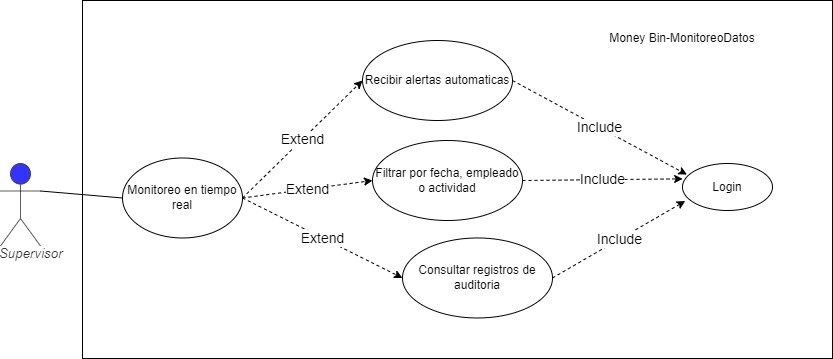 Money Bin-MonitoreoDatos
Recibir alertas automaticas
Extend
Include
Filtrar por fecha, empleado
o actividad
Monitoreo en tiempo
real
Extend
Include
Login
Supervisor
Extend
Include
Consultar registros de
auditoria